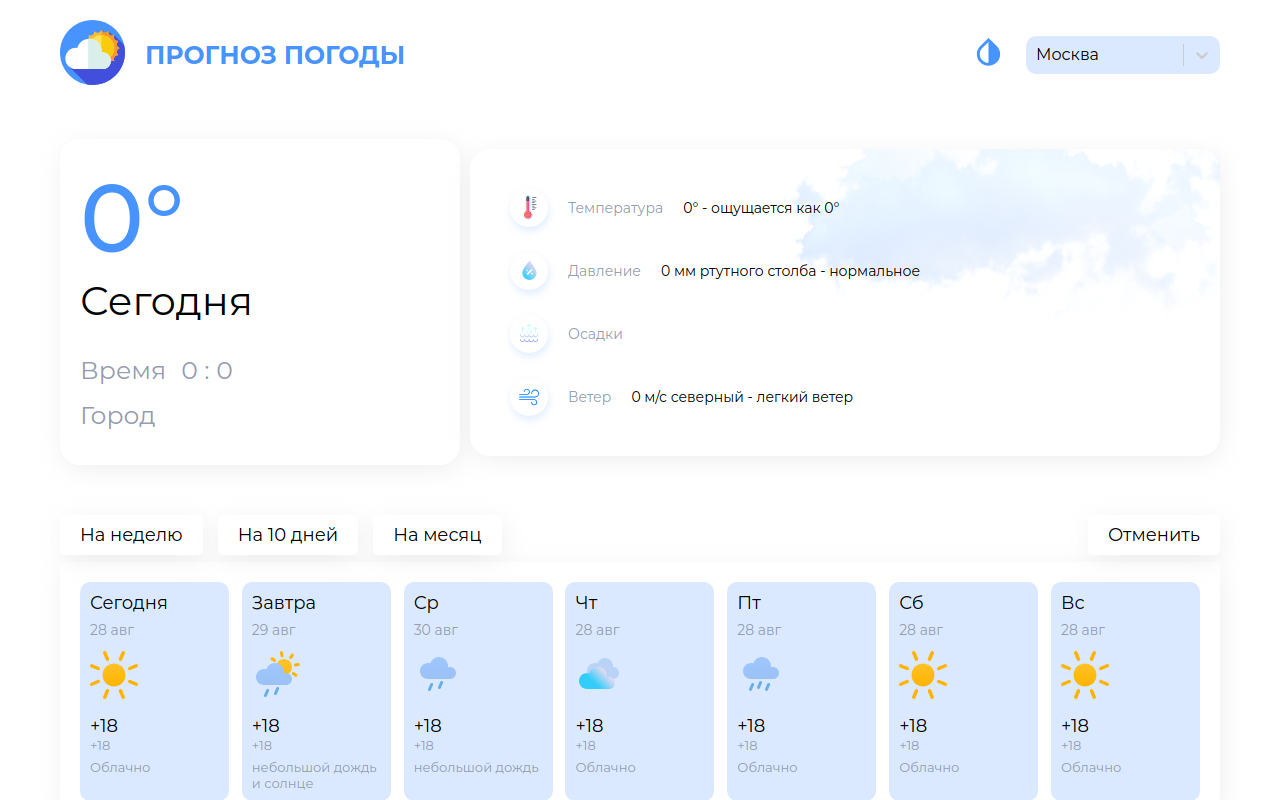 ПРОГНОЗ ПОГОДЫ
Москва
0°
Сегодня
Время 0 : 0
Город
Температура 0° - ощущается как 0°
Давление 0 мм ртутного столба - нормальное
Осадки
Ветер 0 м/с северный - легкий ветер
На неделю На 10 дней На месяц Отменить
Сегодня
28 авг
+18
+18
Облачно
Завтра
29 авг
+18
+18
небольшой дождь
и солнце
Ср
30 авг
+18
+18
небольшой дождь
Чт
28 авг
+18
+18
Облачно
Пт
28 авг
+18
+18
Облачно
Сб
28 авг
+18
+18
Облачно
Вс
28 авг
+18
+18
Облачно